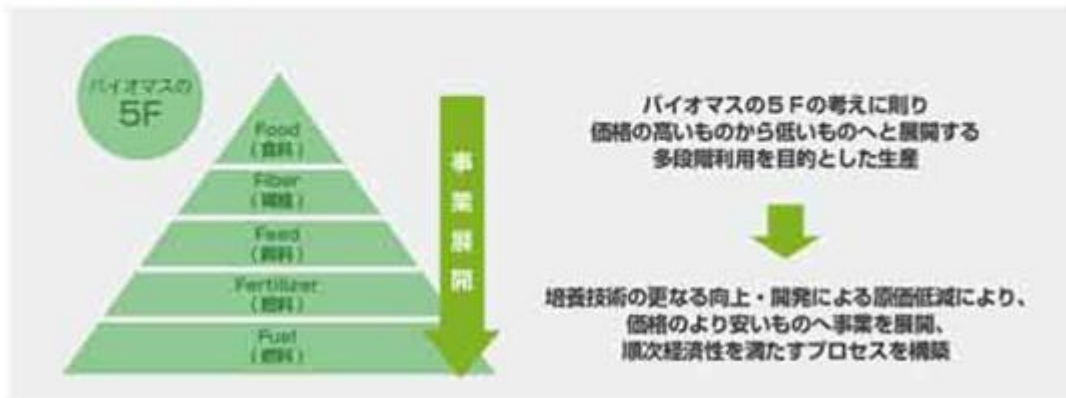 バイオマスの
5F
Food
(食料)
Fiber
(繊維)
Feed
(飼料)
Fertilizer
(肥料)
Fuel
(燃料)
事業展開
バイオマスの5Fの考えに則り
価格の高いものから低いものへと展開する
多段階利用を目的とした生産
培養技術の更なる向上・開発による原価低減により、
価格のより安いものへ事業を展開、
順次経済性を満たすプロセスを構築